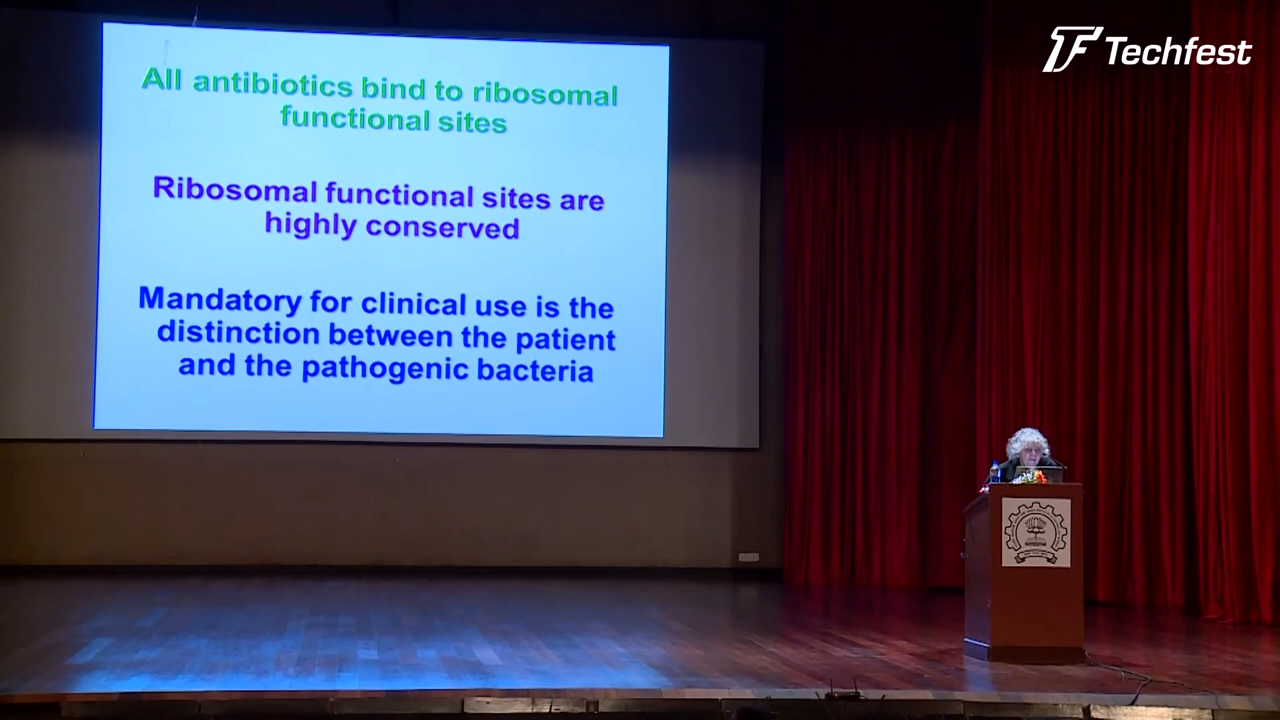 Techfest
All antibiotics bind to ribosomal
functional sites
Ribosomal functional sites are
highly conserved
Mandatory for clinical use is the
distinction between the patient
and the pathogenic bacteria